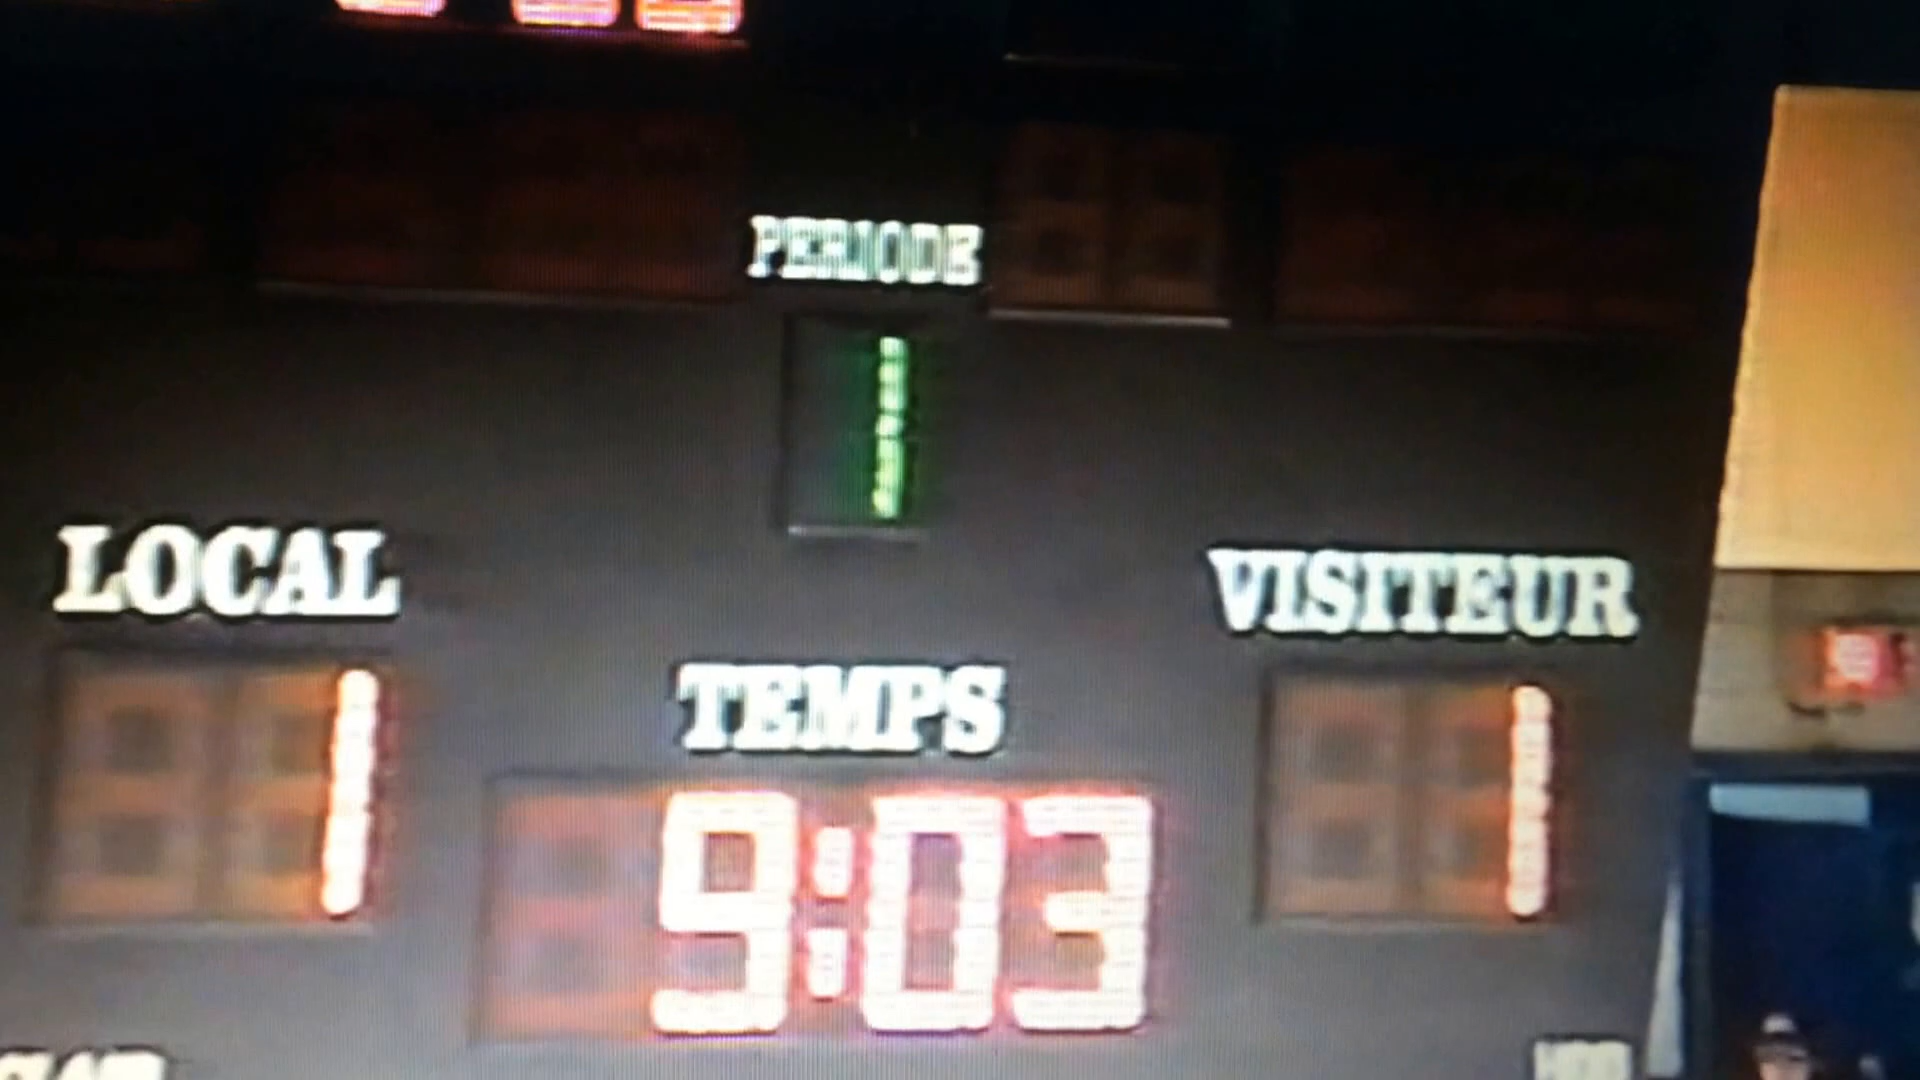 PERIODE
1
LOCAL
VISITEUR
1
TEMPS
1
9:03